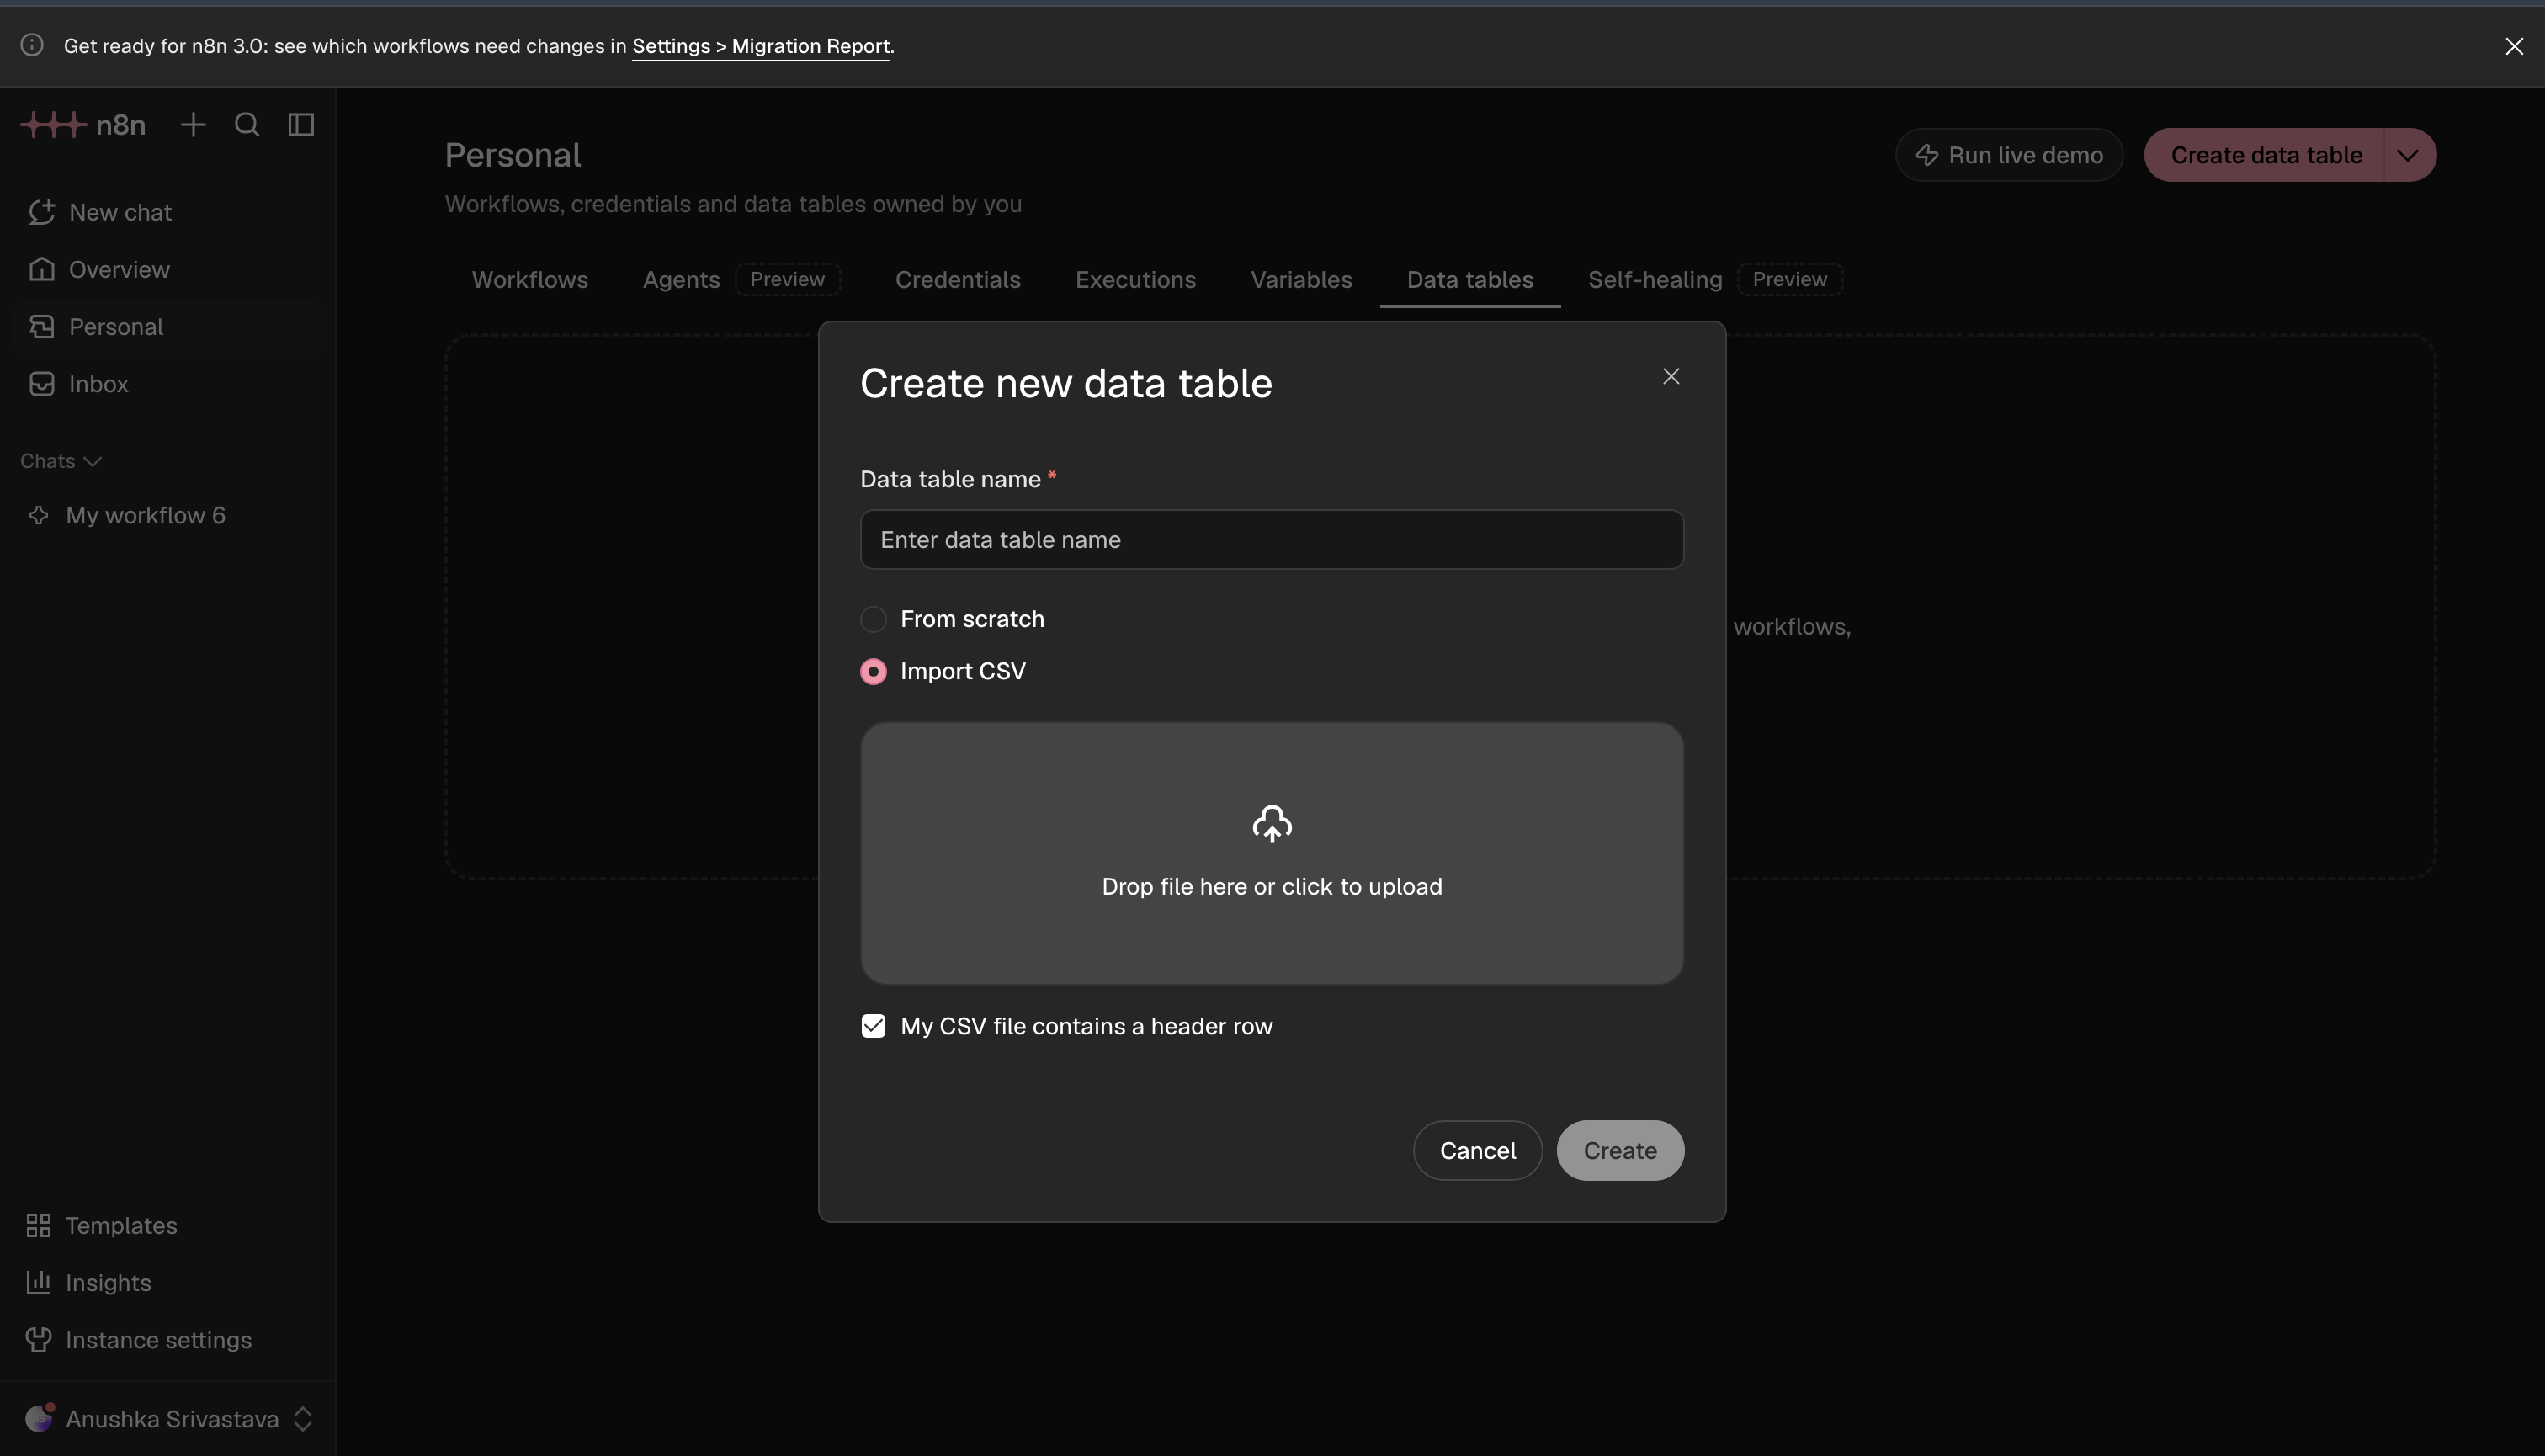 Get ready for n8n 3.0: see which workflows need changes in Settings > Migration Report.
n8n
New chat
Overview
Personal
Inbox
Chats
My workflow 6
Templates
Insights
Instance settings
Anushka Srivastava
Personal
Workflows, credentials and data tables owned by you
Run live demo
Create data table
Workflows
Agents
Preview
Credentials
Executions
Variables
Data tables
Self-healing
Preview
workflows,
Create new data table
Data table name *
Enter data table name
From scratch
Import CSV
Drop file here or click to upload
My CSV file contains a header row
Cancel
Create